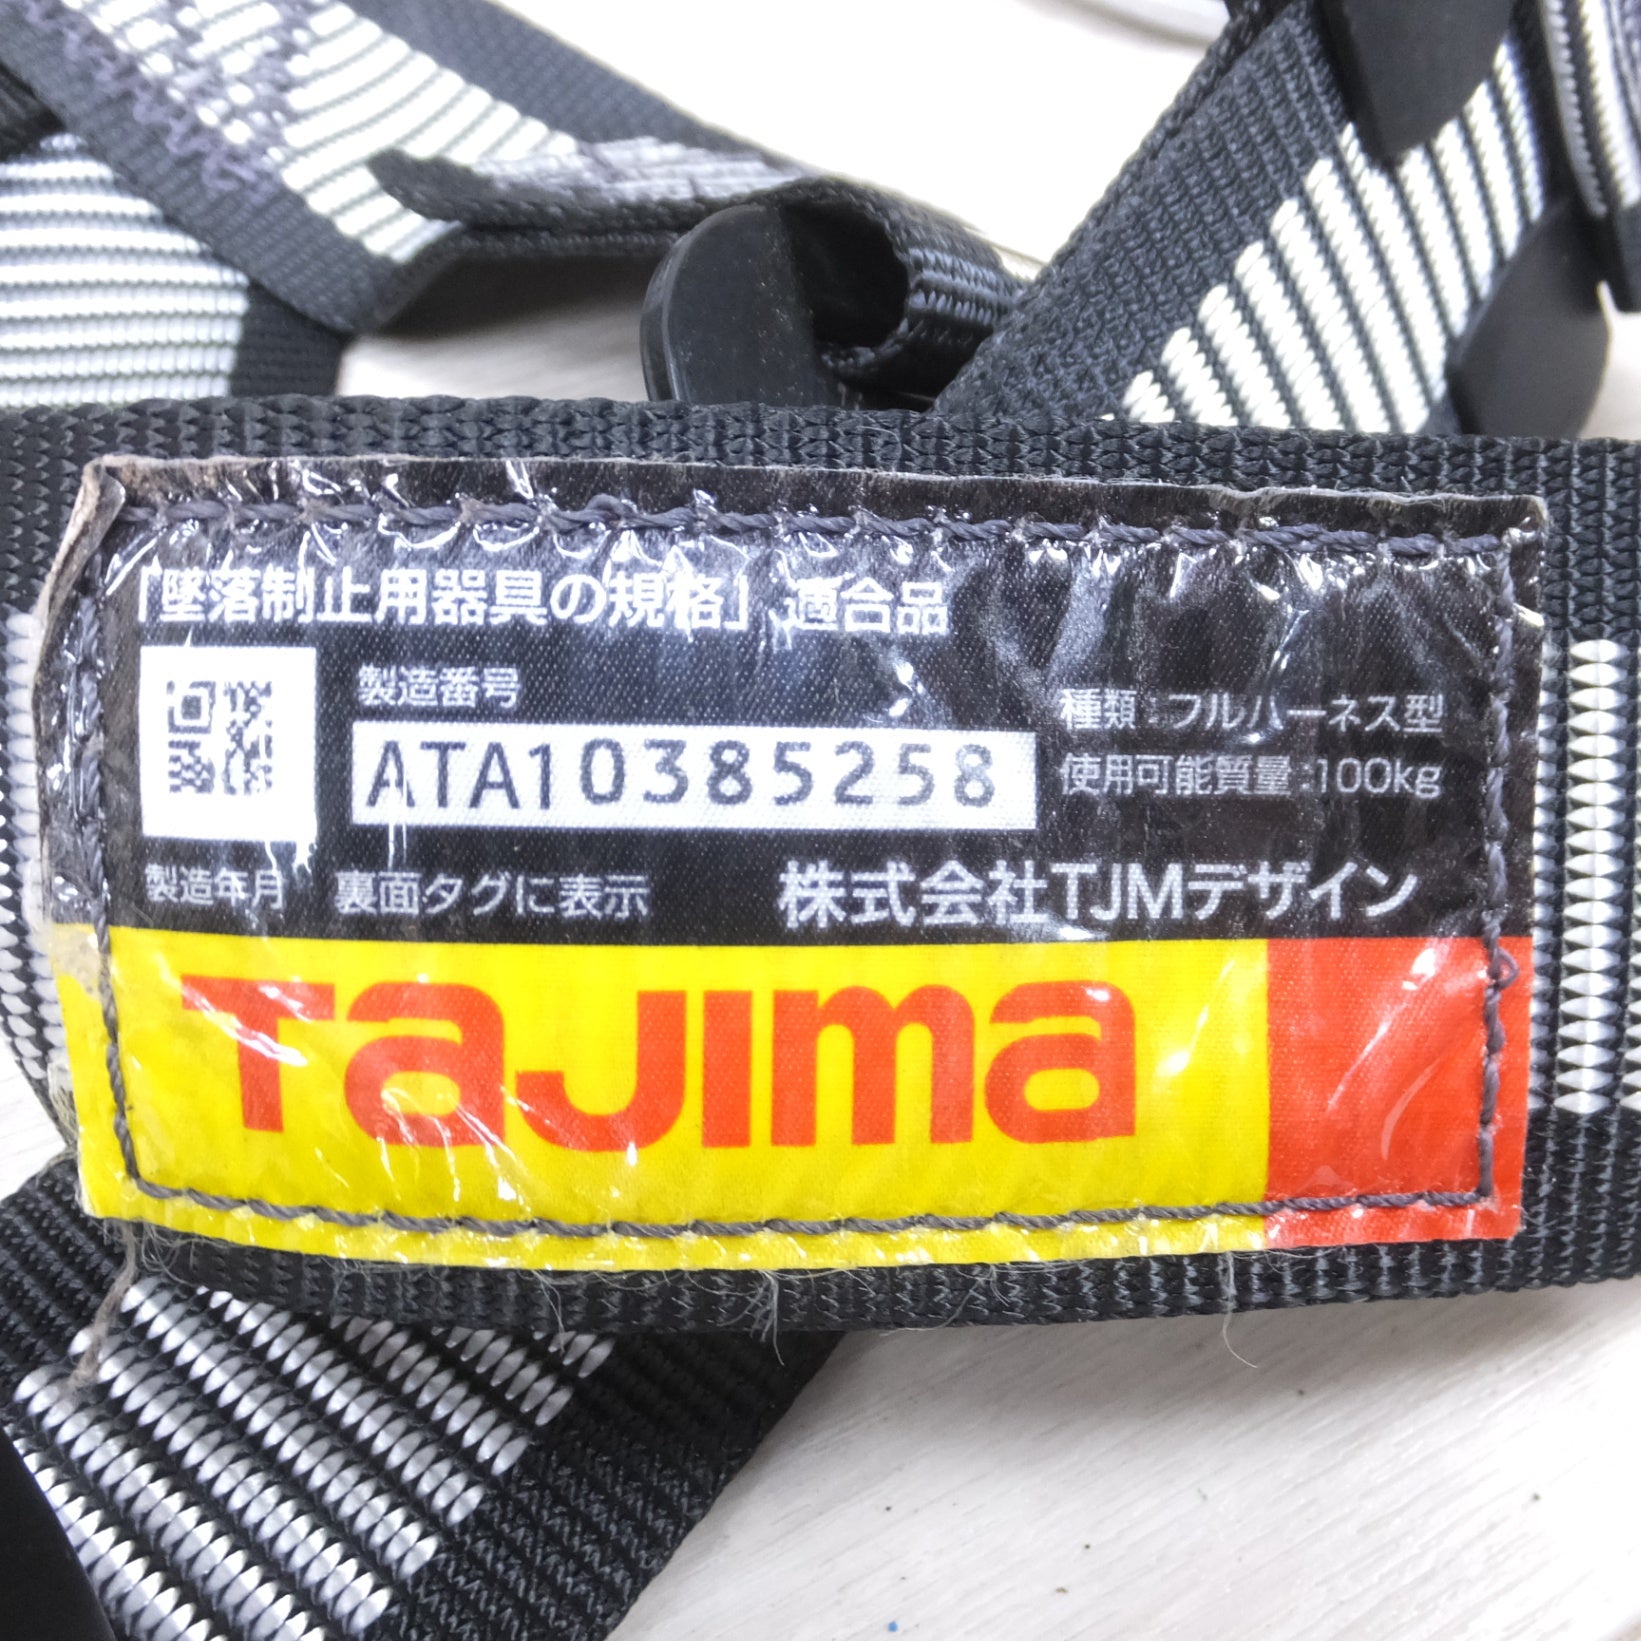 「墜落制止用器具の規格」適合品
製造番号
ATA10385258
種類:フルハーネス型
使用可能質量:100kg
製造年月 裏面タグに表示
株式会社TJMデザイン
TaJIma